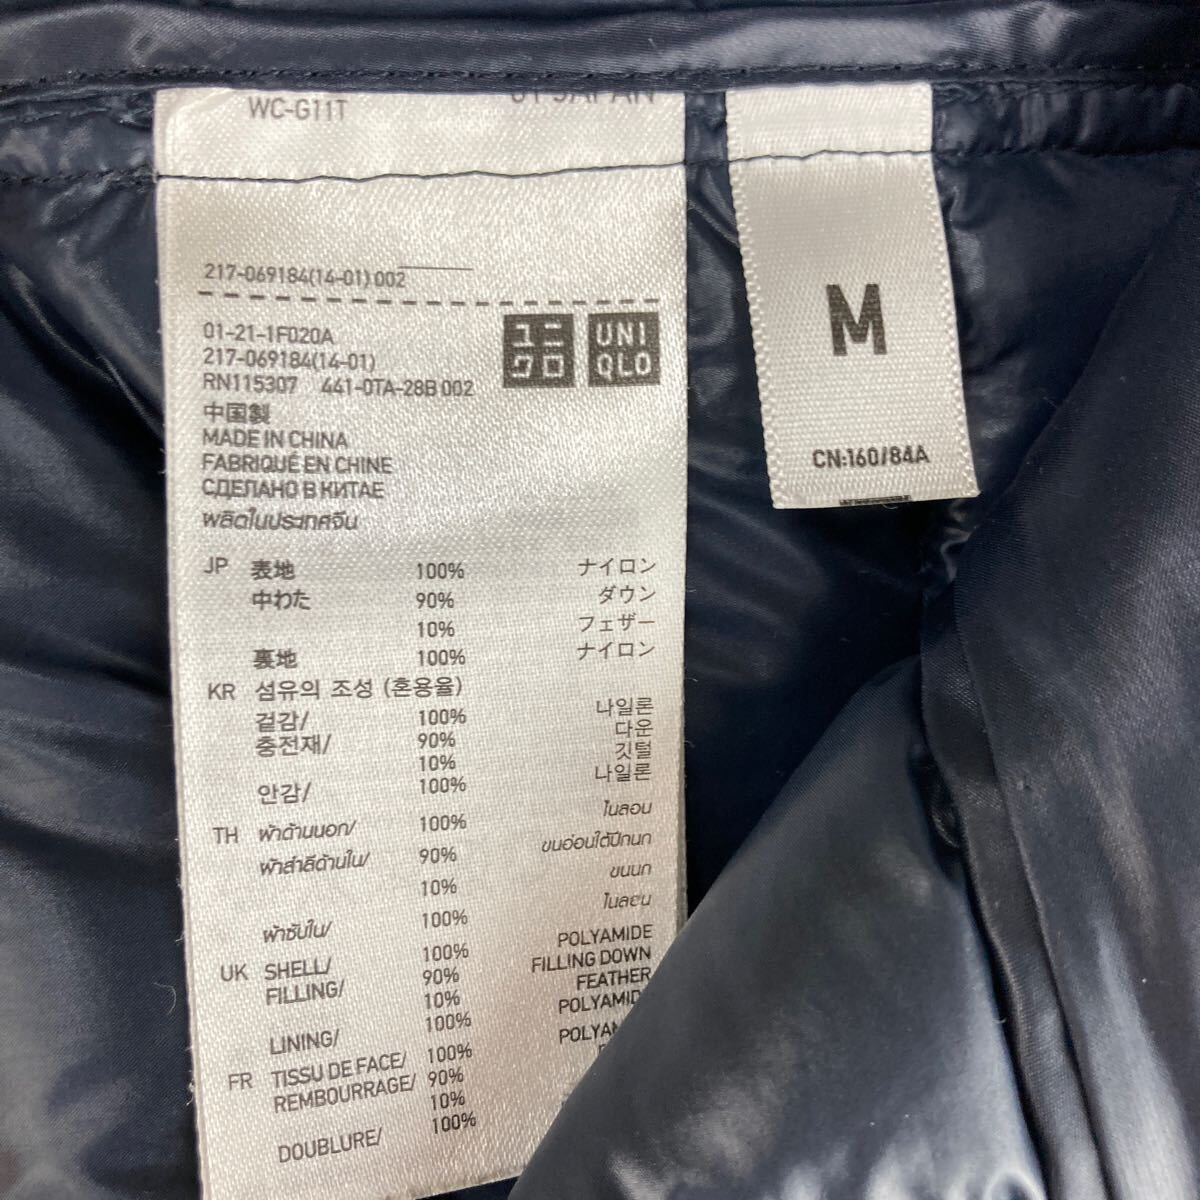 WC-G11T
01 JAPAN
217-069184(14-01) 002
01-21-1F020A
217-069184(14-01)
RN115307 441-0TA-28B 002
ユニ
クロ
UNI
QLO
中国製
MADE IN CHINA
FABRIQUÉ EN CHINE
СДЕЛАНО В КИТАЕ
ผลิตในประเทศจีน
JP 表地 100% ナイロン
中わた 90% ダウン
10% フェザー
裏地 100% ナイロン
KR 섬유의 조성 (혼용율)
겉감/ 100% 나일론
충전재/ 90% 다운
10% 깃털
안감/ 100% 나일론
TH ผ้าด้านนอก/ 100% ไนลอน
ผ้าสำลีด้านใน/ 90% ขนอ่อนใต้ปีกนก
10% ขนนก
ผ้าซับใน/ 100% ไนลอน
UK SHELL/ 100% POLYAMIDE
FILLING/ 90% FILLING DOWN
10% FEATHER
LINING/ 100% POLYAMID
FR TISSU DE FACE/ 100% POLYAM
REMBOURRAGE/ 90%
10%
DOUBLURE/ 100%
M
CN:160/84A